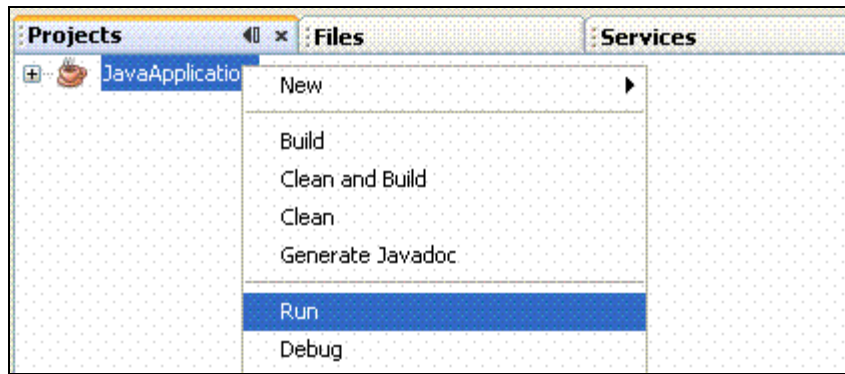 Projects Files Services
JavaApplicatio
New
Build
Clean and Build
Clean
Generate Javadoc
Run
Debug